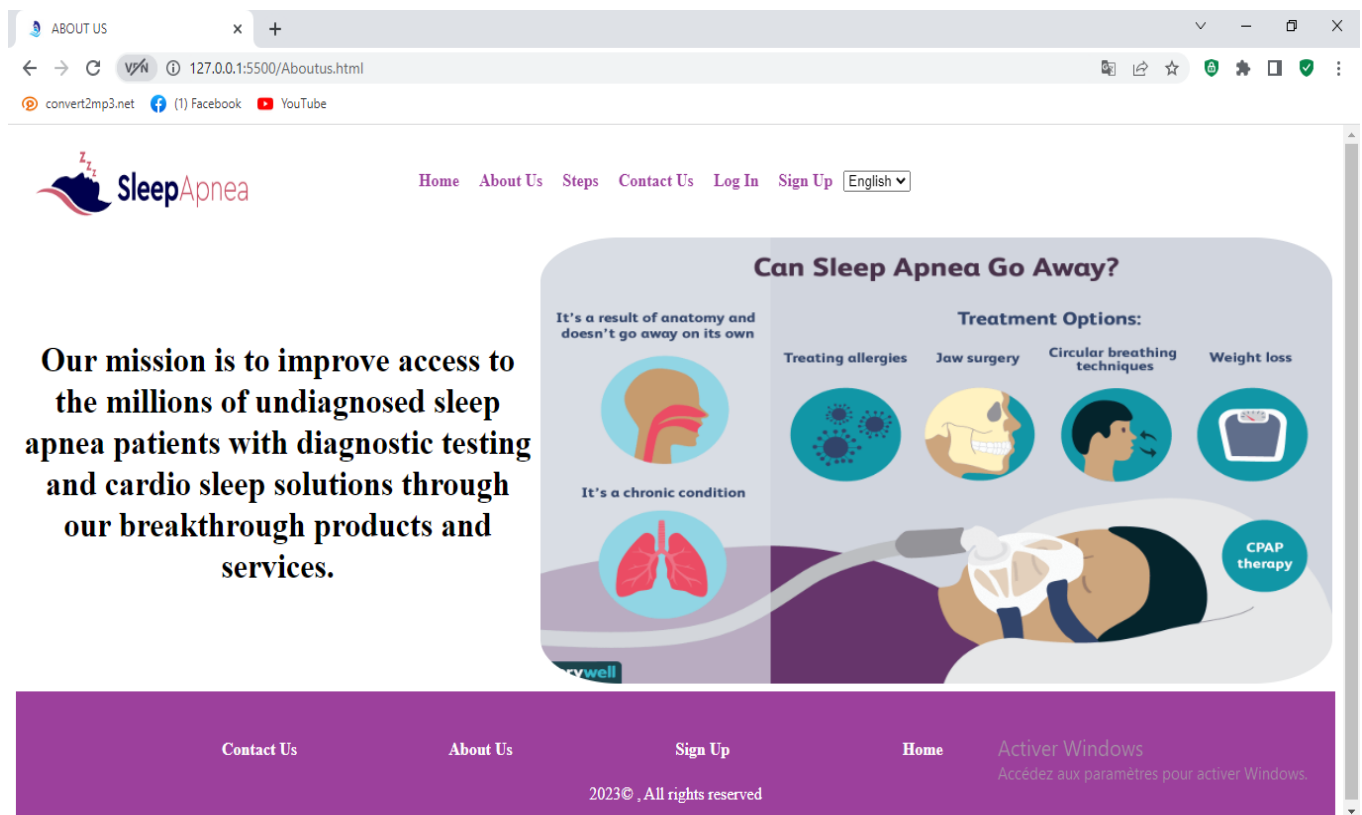 ABOUT US
127.0.0.1:5500/Aboutus.html
convert2mp3.net (1) Facebook YouTube
z z z
SleepApnea
Home About Us Steps Contact Us Log In Sign Up English
Can Sleep Apnea Go Away?
It's a result of anatomy and
doesn't go away on its own
It's a chronic condition
Treatment Options:
Treating allergies
Jaw surgery
Circular breathing
techniques
Weight loss
CPAP
therapy
Our mission is to improve access to
the millions of undiagnosed sleep
apnea patients with diagnostic testing
and cardio sleep solutions through
our breakthrough products and
services.
Contact Us About Us Sign Up Home
2023© , All rights reserved
Activer Windows
Accédez aux paramètres pour activer Windows.